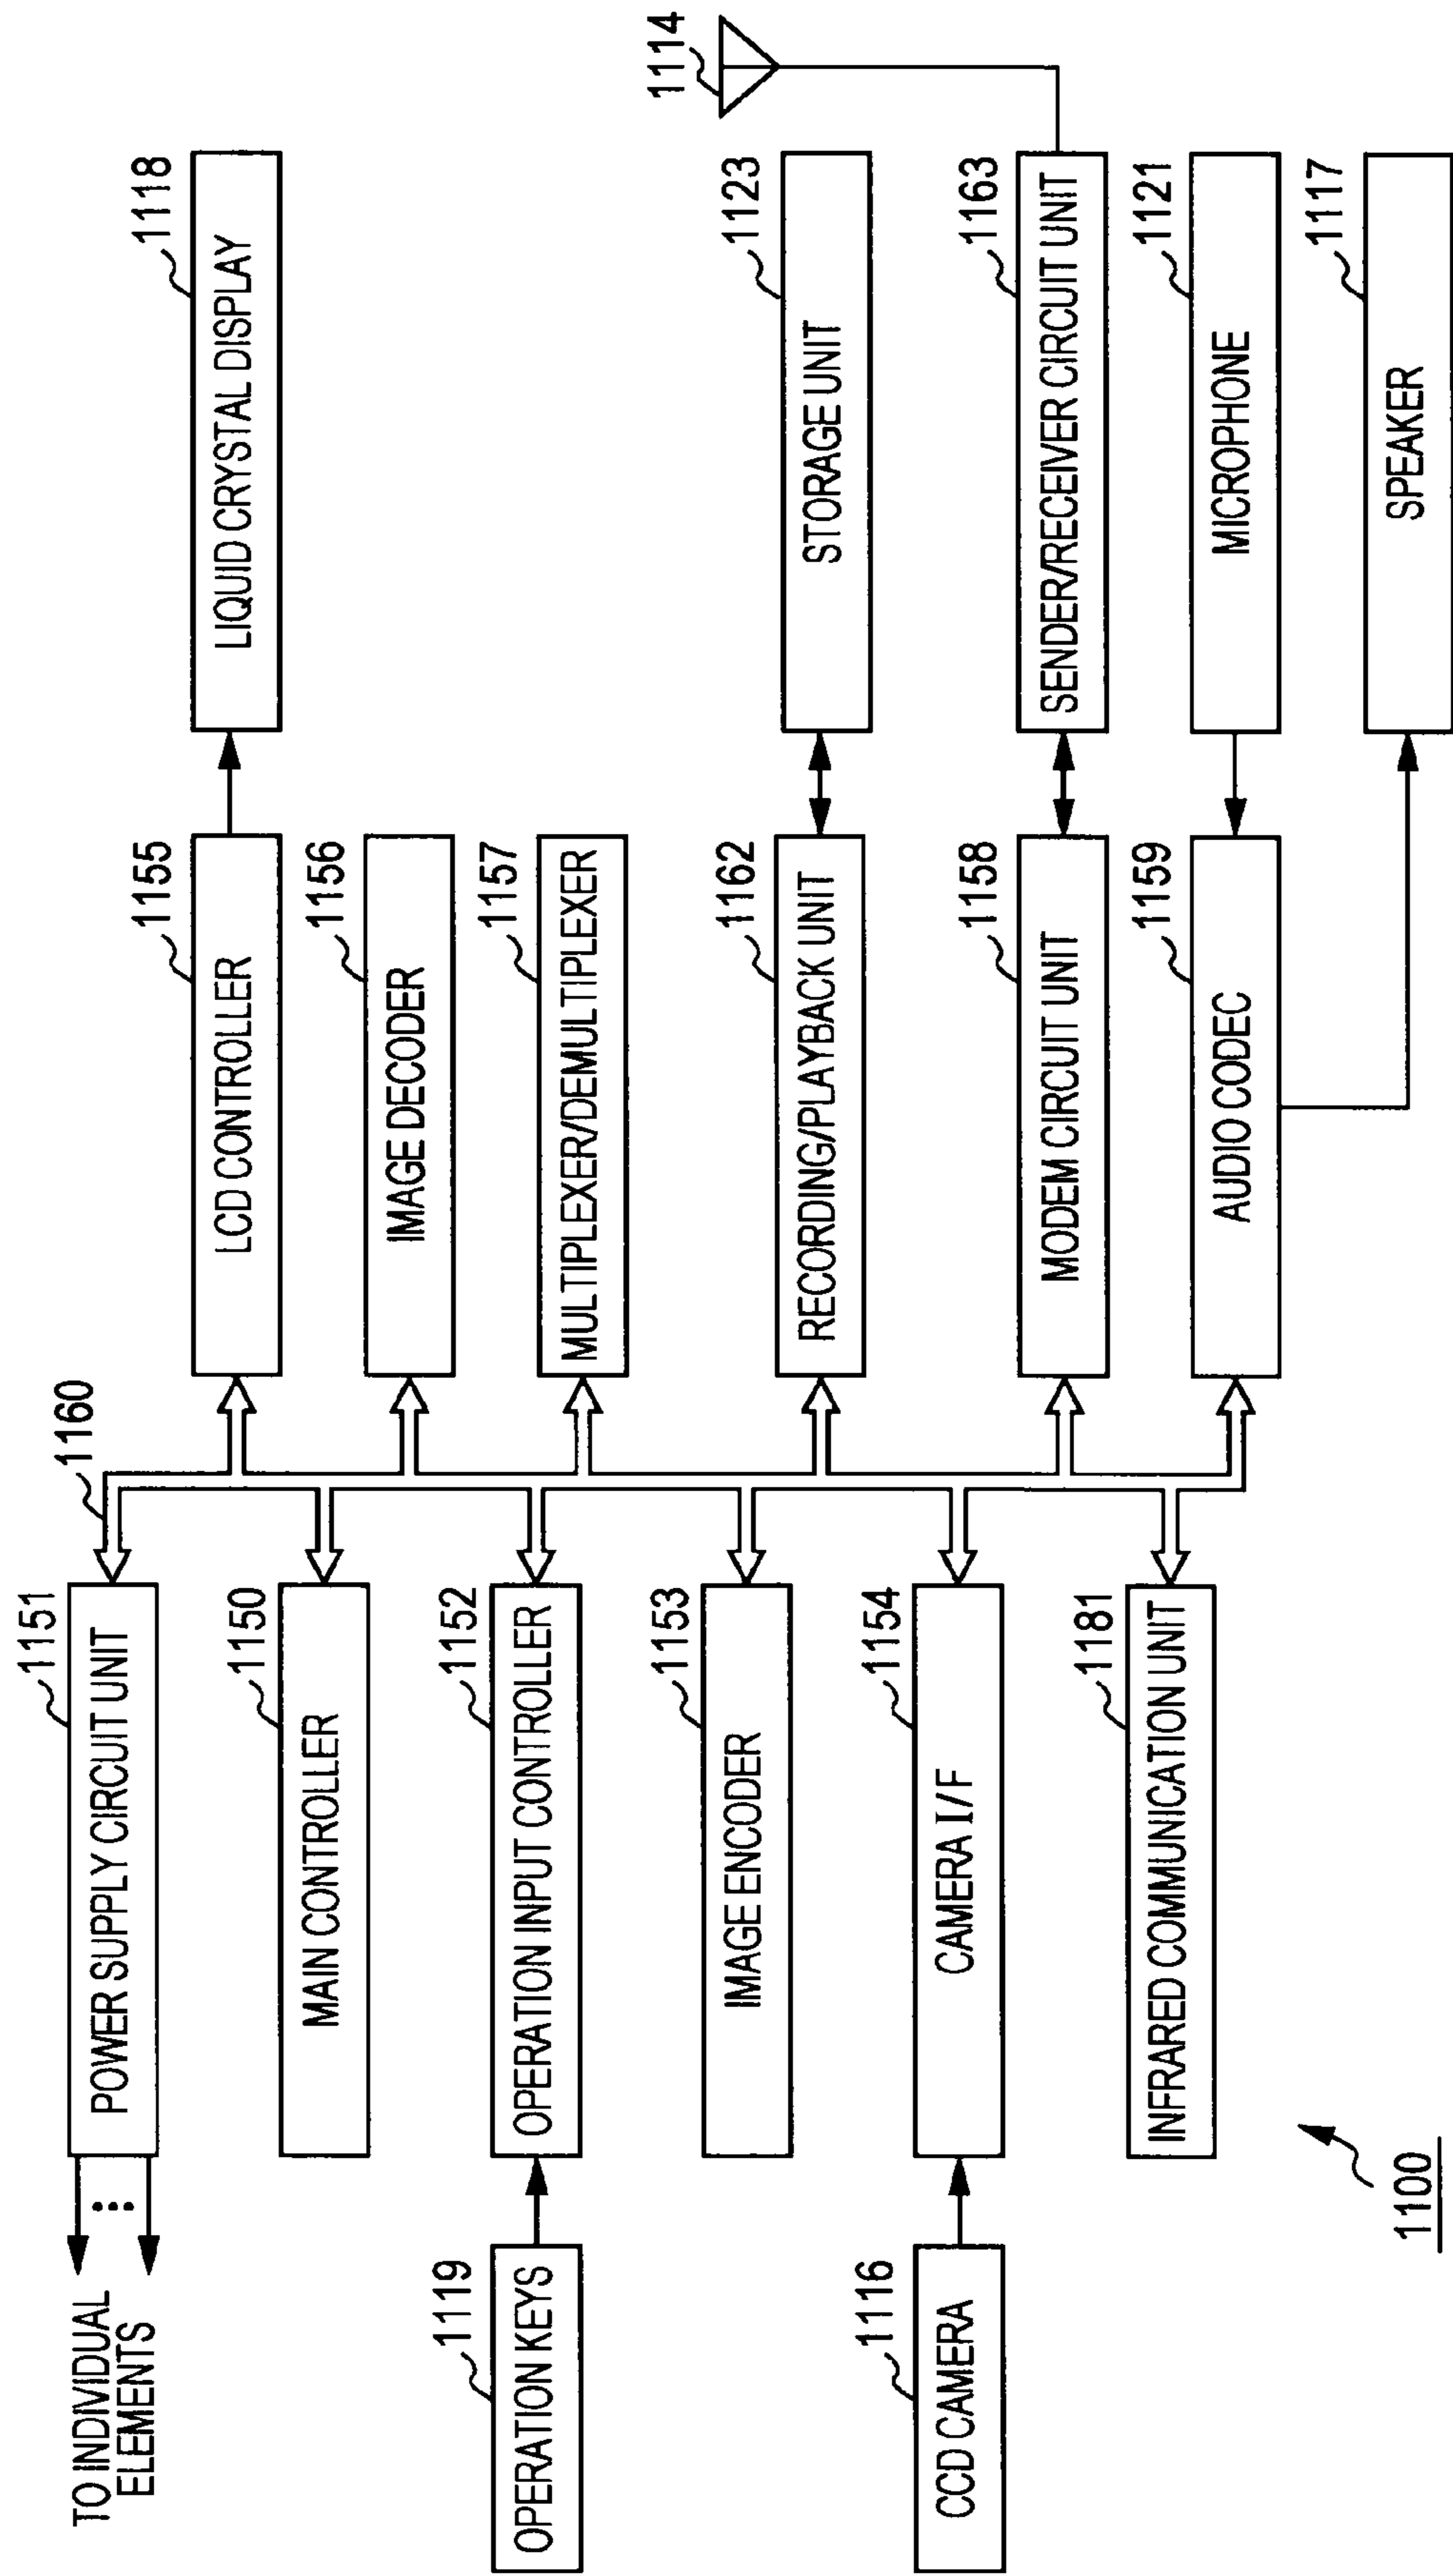 TO INDIVIDUAL
ELEMENTS
1151
POWER SUPPLY CIRCUIT UNIT
1160
1150
MAIN CONTROLLER
1119
OPERATION KEYS
1152
OPERATION INPUT CONTROLLER
1153
IMAGE ENCODER
1116
CCD CAMERA
1154
CAMERA I/F
1181
INFRARED COMMUNICATION UNIT
1100
1155
LCD CONTROLLER
1118
LIQUID CRYSTAL DISPLAY
1156
IMAGE DECODER
1157
MULTIPLEXER/DEMULTIPLEXER
1162
RECORDING/PLAYBACK UNIT
1123
STORAGE UNIT
1114
1158
MODEM CIRCUIT UNIT
1163
SENDER/RECEIVER CIRCUIT UNIT
1159
AUDIO CODEC
1121
MICROPHONE
1117
SPEAKER